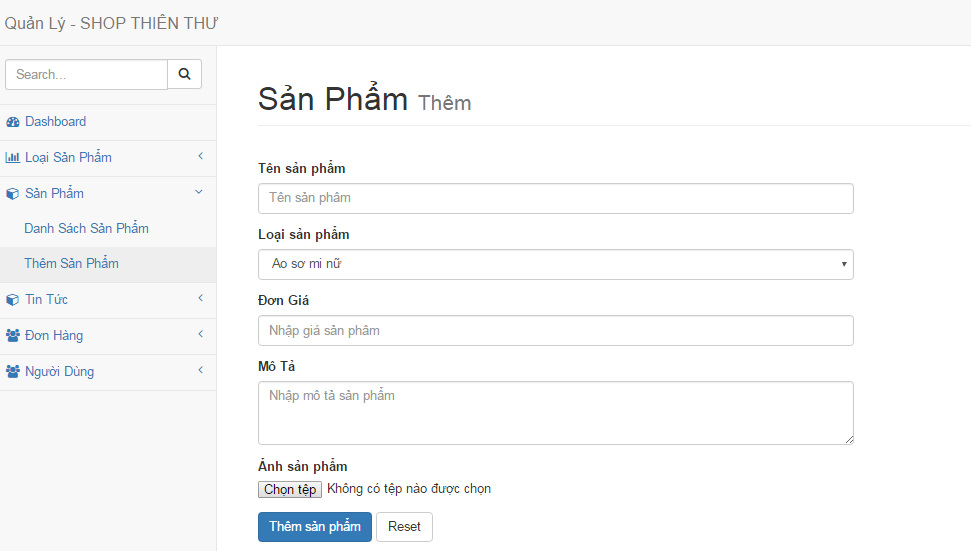 Quản Lý - SHOP THIÊN THƯ
Search...
Dashboard
Loại Sản Phẩm
Sản Phẩm
Danh Sách Sản Phẩm
Thêm Sản Phẩm
Tin Tức
Đơn Hàng
Người Dùng
Sản Phẩm Thêm
Tên sản phẩm
Tên sản phâm
Loại sản phẩm
Ao sơ mi nữ
Đơn Giá
Nhập giá sản phâm
Mô Tả
Nhập mô tả sản phẩm
Ảnh sản phẩm
Chọn tệp Không có tệp nào được chọn
Thêm sản phẩm Reset